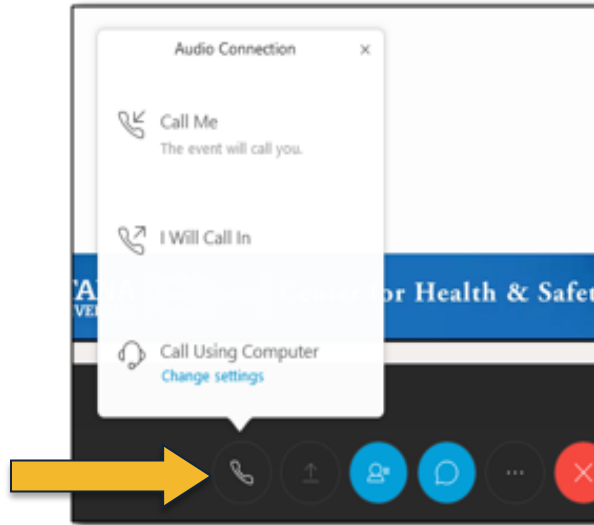 Audio Connection ×
Call Me
The event will call you.
I Will Call In
or Health & Safet
Call Using Computer
Change settings